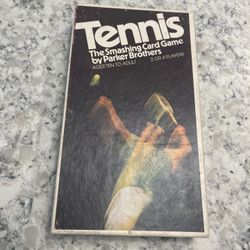 Tennis
The Smashing Card Game
by Parker Brothers
AGES TEN TO ADULT 2 OR 4 PLAYERS